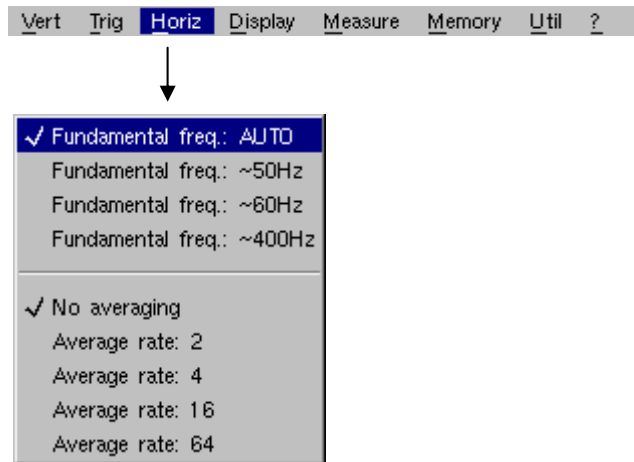 Vert Trig Horiz Display Measure Memory Util ?
✓ Fundamental freq.: AUTO
Fundamental freq.: ~50Hz
Fundamental freq.: ~60Hz
Fundamental freq.: ~400Hz
✓ No averaging
Average rate: 2
Average rate: 4
Average rate: 16
Average rate: 64